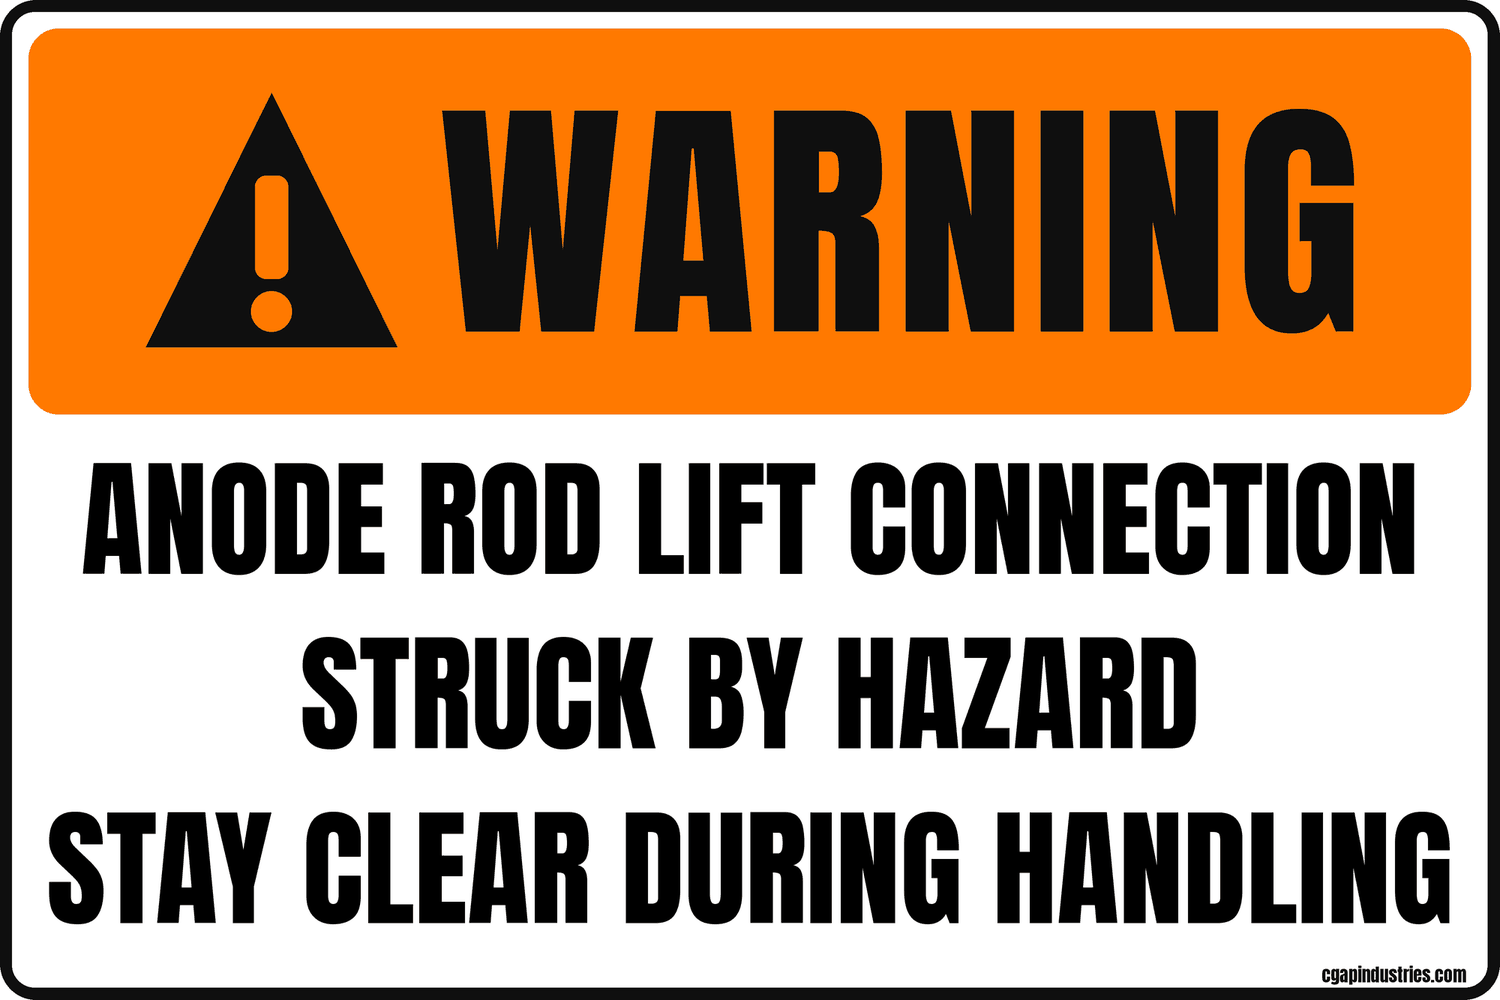 WARNING
ANODE ROD LIFT CONNECTION
STRUCK BY HAZARD
STAY CLEAR DURING HANDLING
cgapindustries.com